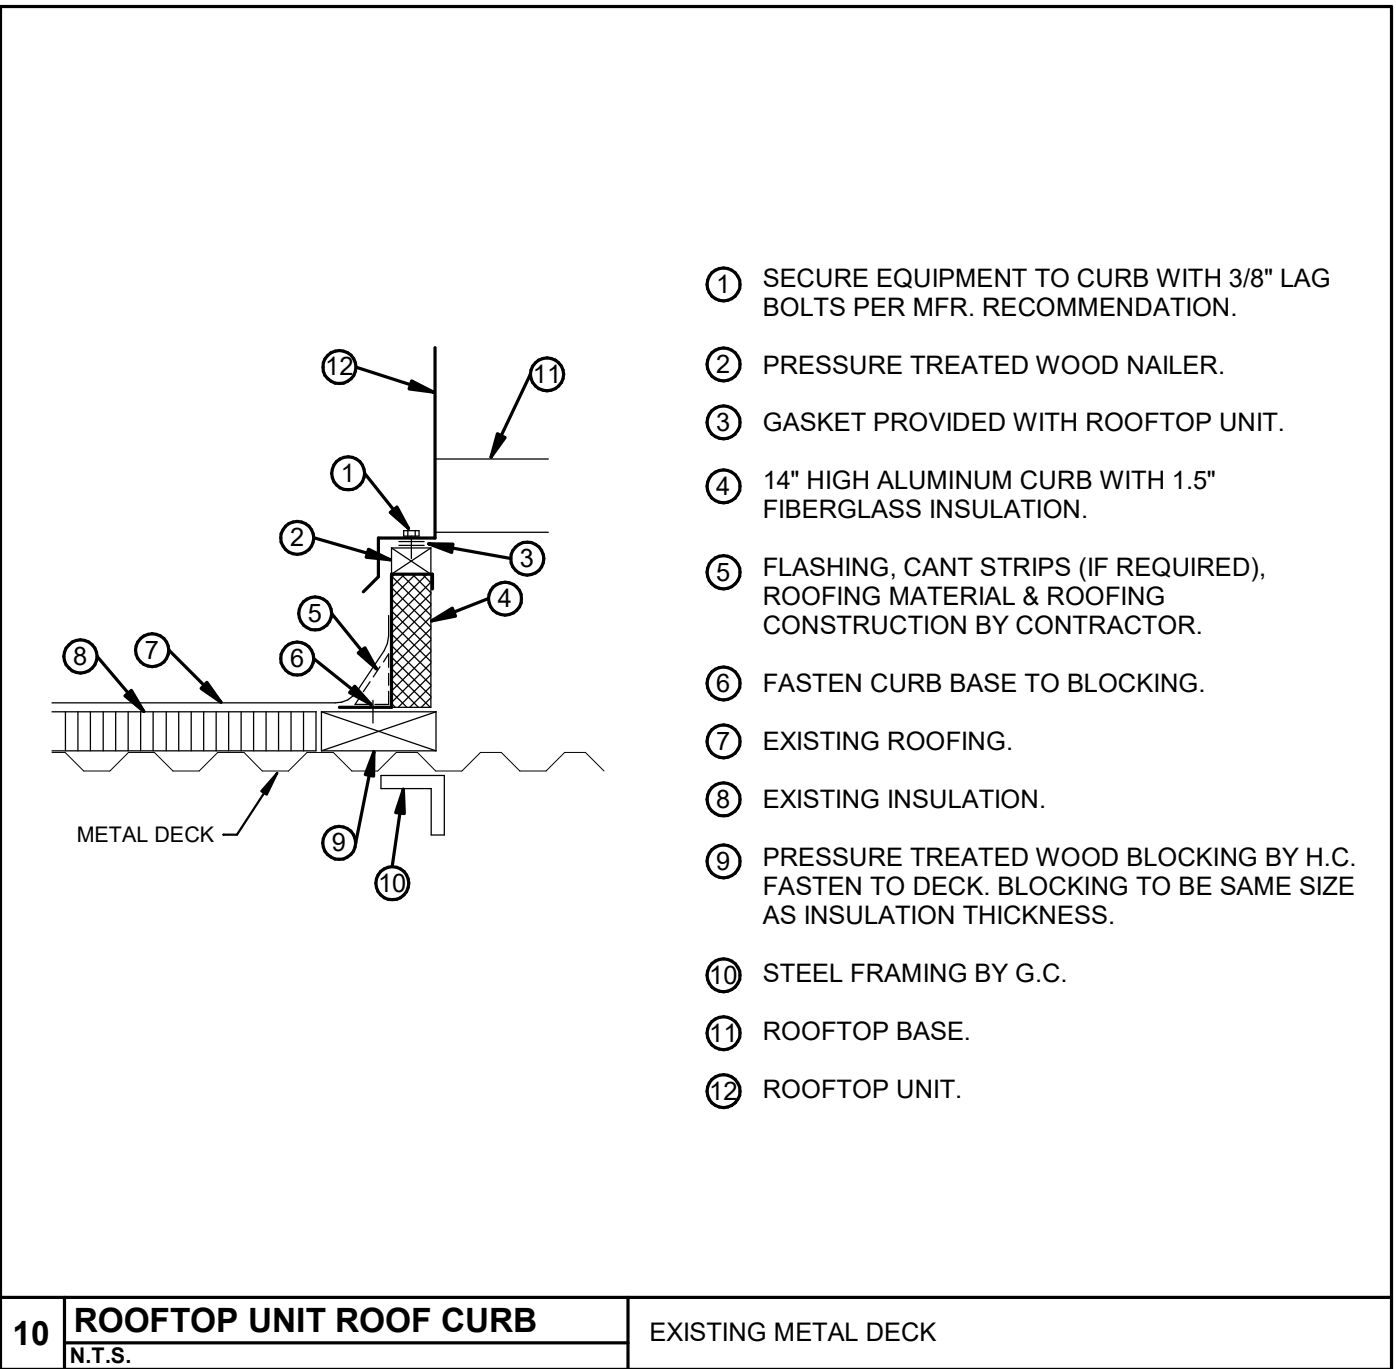 12
11
1
2
3
4
5
6
7
8
METAL DECK
9
10
1 SECURE EQUIPMENT TO CURB WITH 3/8" LAG
BOLTS PER MFR. RECOMMENDATION.
2 PRESSURE TREATED WOOD NAILER.
3 GASKET PROVIDED WITH ROOFTOP UNIT.
4 14" HIGH ALUMINUM CURB WITH 1.5"
FIBERGLASS INSULATION.
5 FLASHING, CANT STRIPS (IF REQUIRED),
ROOFING MATERIAL & ROOFING
CONSTRUCTION BY CONTRACTOR.
6 FASTEN CURB BASE TO BLOCKING.
7 EXISTING ROOFING.
8 EXISTING INSULATION.
9 PRESSURE TREATED WOOD BLOCKING BY H.C.
FASTEN TO DECK. BLOCKING TO BE SAME SIZE
AS INSULATION THICKNESS.
10 STEEL FRAMING BY G.C.
11 ROOFTOP BASE.
12 ROOFTOP UNIT.
10 ROOFTOP UNIT ROOF CURB
N.T.S.
EXISTING METAL DECK